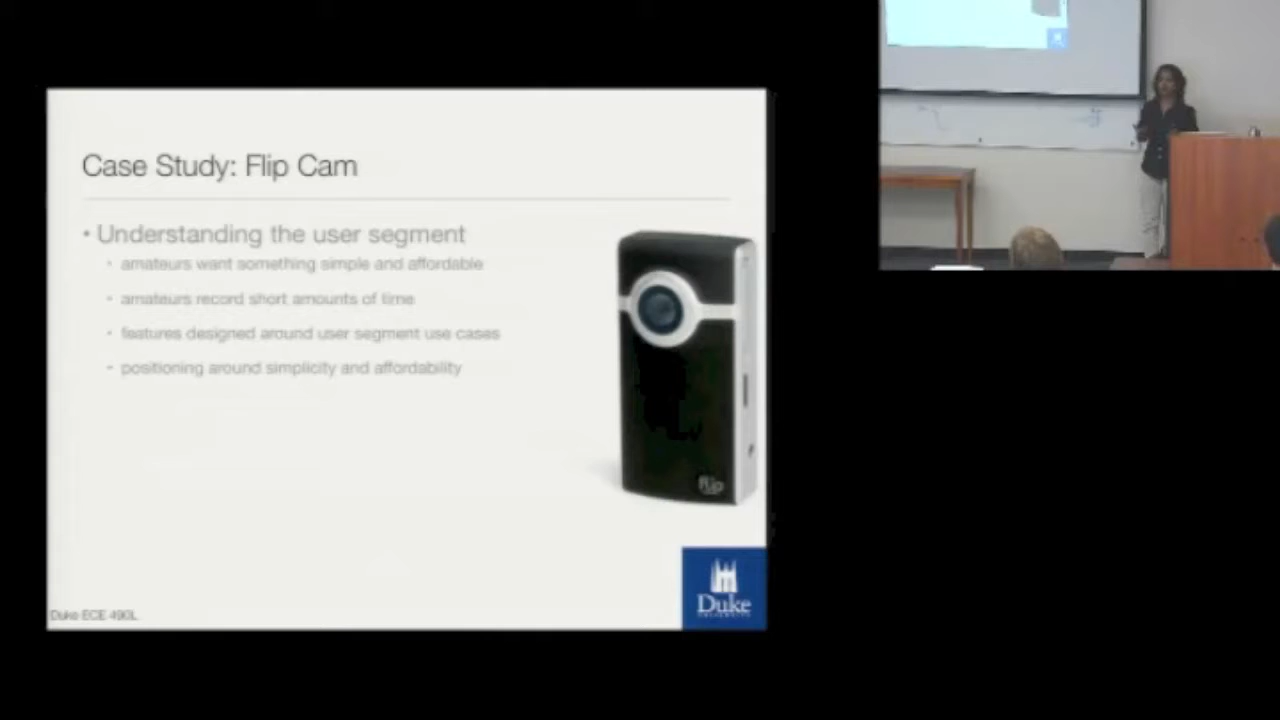 Case Study: Flip Cam
• Understanding the user segment
• amateurs want something simple and affordable
• amateurs record short amounts of time
• features designed around user segment use cases
• positioning around simplicity and affordability
flip
Duke
UNIVERSITY
Duke ECE 490L